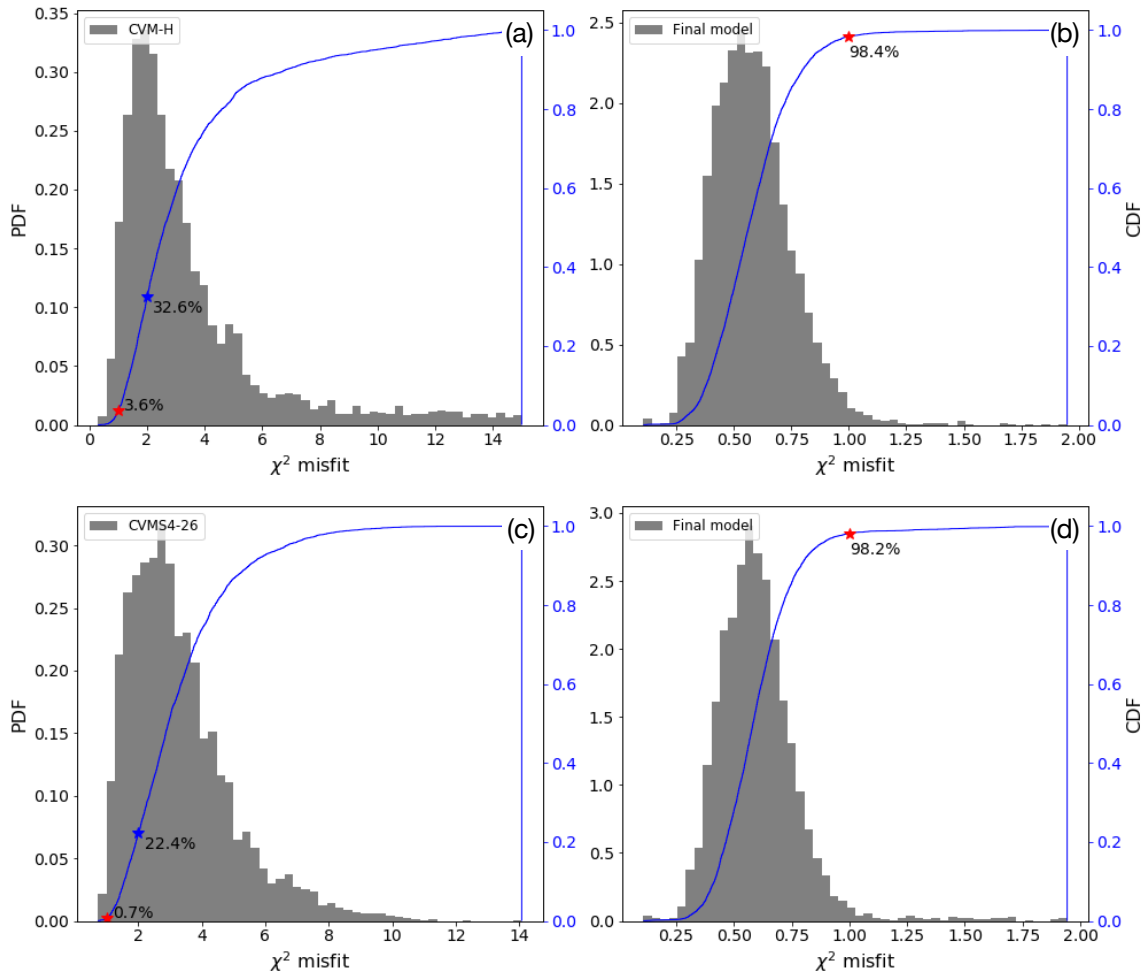 CVM-H
(a)
PDF
0.35
0.30
0.25
0.20
0.15
0.10
0.05
0.00
1.0
0.8
0.6
0.4
0.2
0.0
32.6%
3.6%
0 2 4 6 8 10 12 14
χ² misfit
Final model
(b)
2.5
2.0
1.5
1.0
0.5
0.0
98.4%
1.0
0.8
0.6
0.4
0.2
0.0
CDF
0.25 0.50 0.75 1.00 1.25 1.50 1.75 2.00
χ² misfit
CVMS4-26
(c)
PDF
0.30
0.25
0.20
0.15
0.10
0.05
0.00
1.0
0.8
0.6
0.4
0.2
0.0
22.4%
0.7%
2 4 6 8 10 12 14
χ² misfit
Final model
(d)
3.0
2.5
2.0
1.5
1.0
0.5
0.0
98.2%
1.0
0.8
0.6
0.4
0.2
0.0
CDF
0.25 0.50 0.75 1.00 1.25 1.50 1.75 2.00
χ² misfit